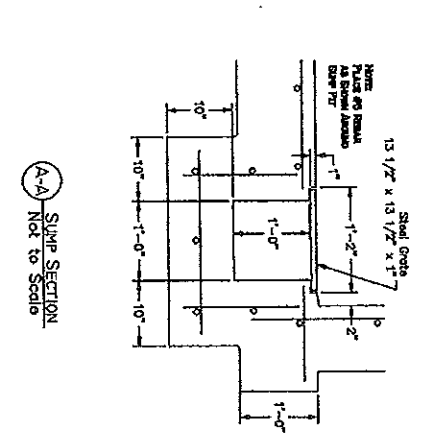 NOTE:
PLACE #5 REBAR
AS SHOWN AROUND
SUMP PIT
Steel Grate
13 1/2" x 13 1/2" x 1"
1"
1'-2"
2"
10"
1'-0"
1'-0"
10"
1'-0"
10"
A-A
SUMP SECTION
Not to Scale